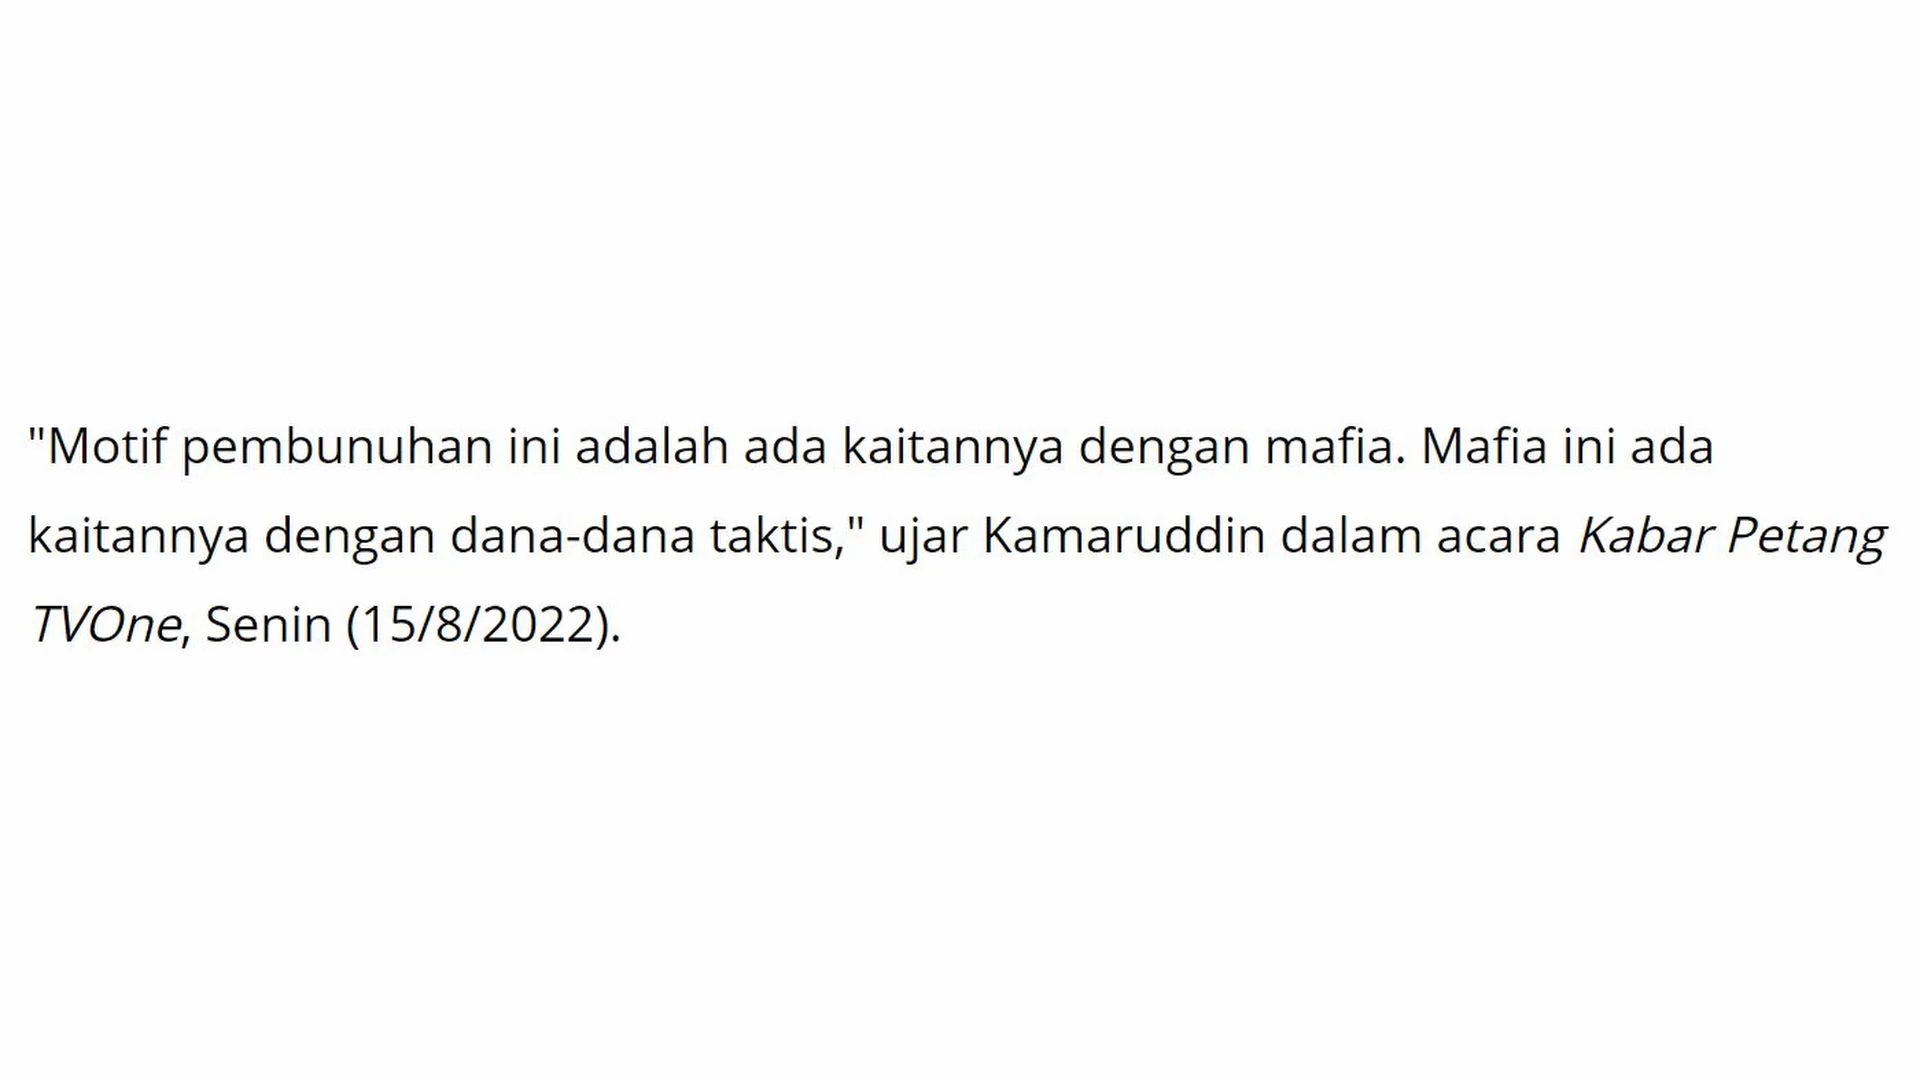 "Motif pembunuhan ini adalah ada kaitannya dengan mafia. Mafia ini ada
kaitannya dengan dana-dana taktis," ujar Kamaruddin dalam acara Kabar Petang
TVOne, Senin (15/8/2022).